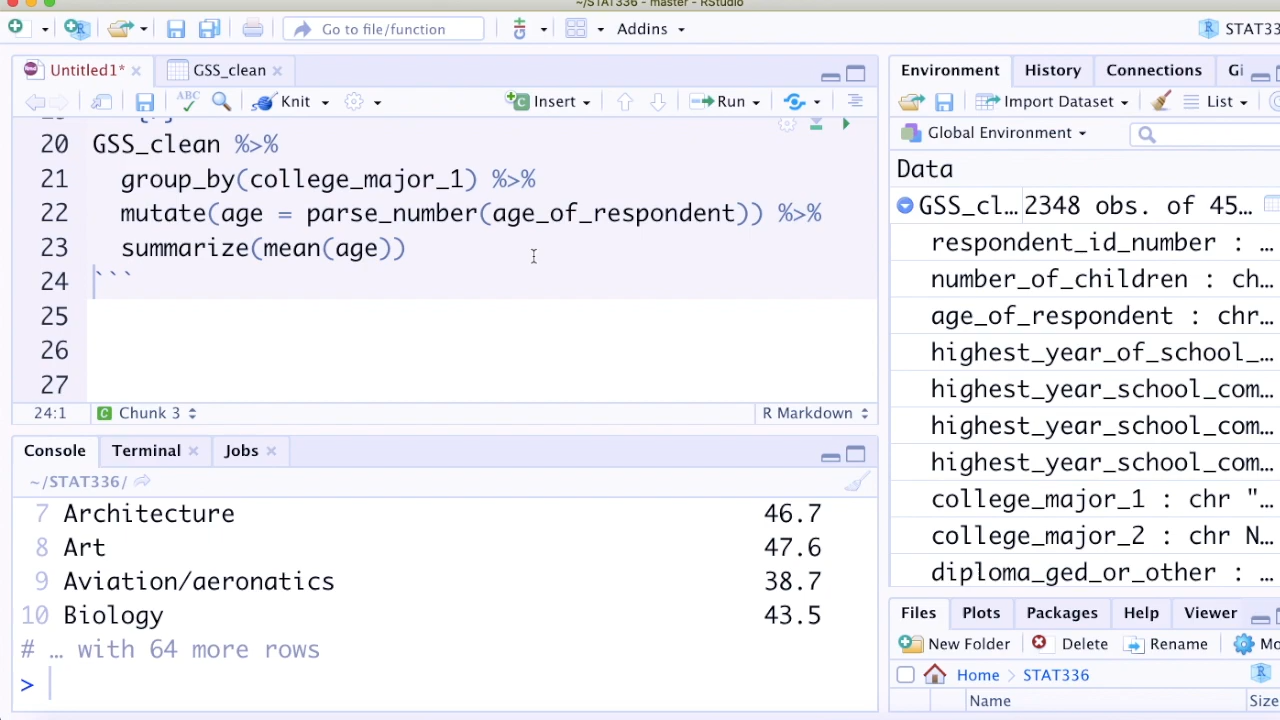 ~/STAT336 - master - RStudio
Go to file/function
Addins
Untitled1*
GSS_clean
ABC
Knit
Insert
Run
20 GSS_clean %>%
21 group_by(college_major_1) %>%
22 mutate(age = parse_number(age_of_respondent)) %>%
23 summarize(mean(age))
24 ```
25
26
27
24:1
Chunk 3
R Markdown
Console
Terminal
Jobs
~/STAT336/
7 Architecture 46.7
8 Art 47.6
9 Aviation/aeronatics 38.7
10 Biology 43.5
# … with 64 more rows
>
Environment
History
Connections
Gi
Import Dataset
List
Global Environment
Data
GSS_cl… 2348 obs. of 45…
respondent_id_number : …
number_of_children : ch…
age_of_respondent : chr…
highest_year_of_school_…
highest_year_school_com…
highest_year_school_com…
highest_year_school_com…
college_major_1 : chr "…
college_major_2 : chr N…
diploma_ged_or_other : …
Files
Plots
Packages
Help
Viewer
New Folder
Delete
Rename
Mo
Home
STAT336
Name
Size